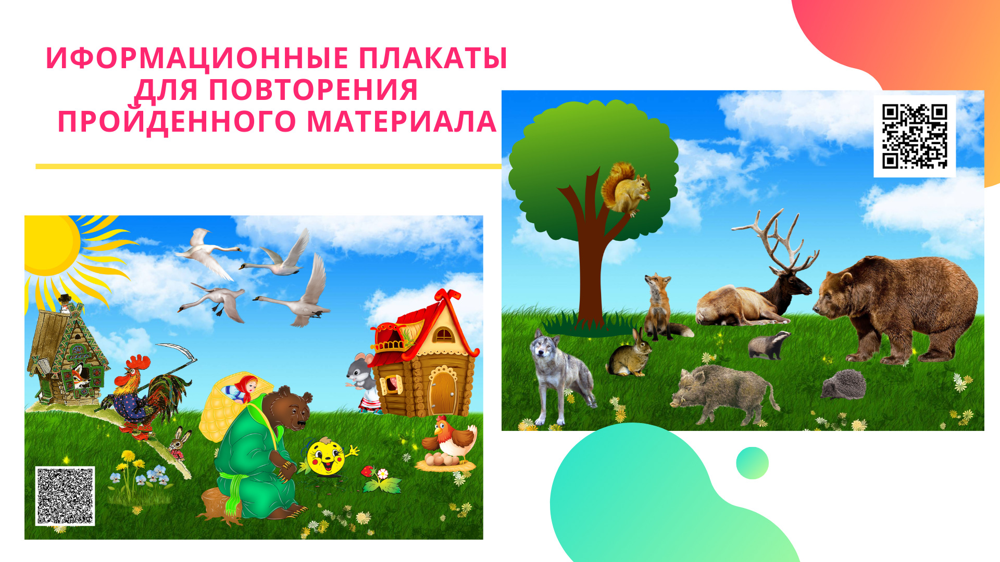 ИФОРМАЦИОННЫЕ ПЛАКАТЫ
ДЛЯ ПОВТОРЕНИЯ
ПРОЙДЕННОГО МАТЕРИАЛА